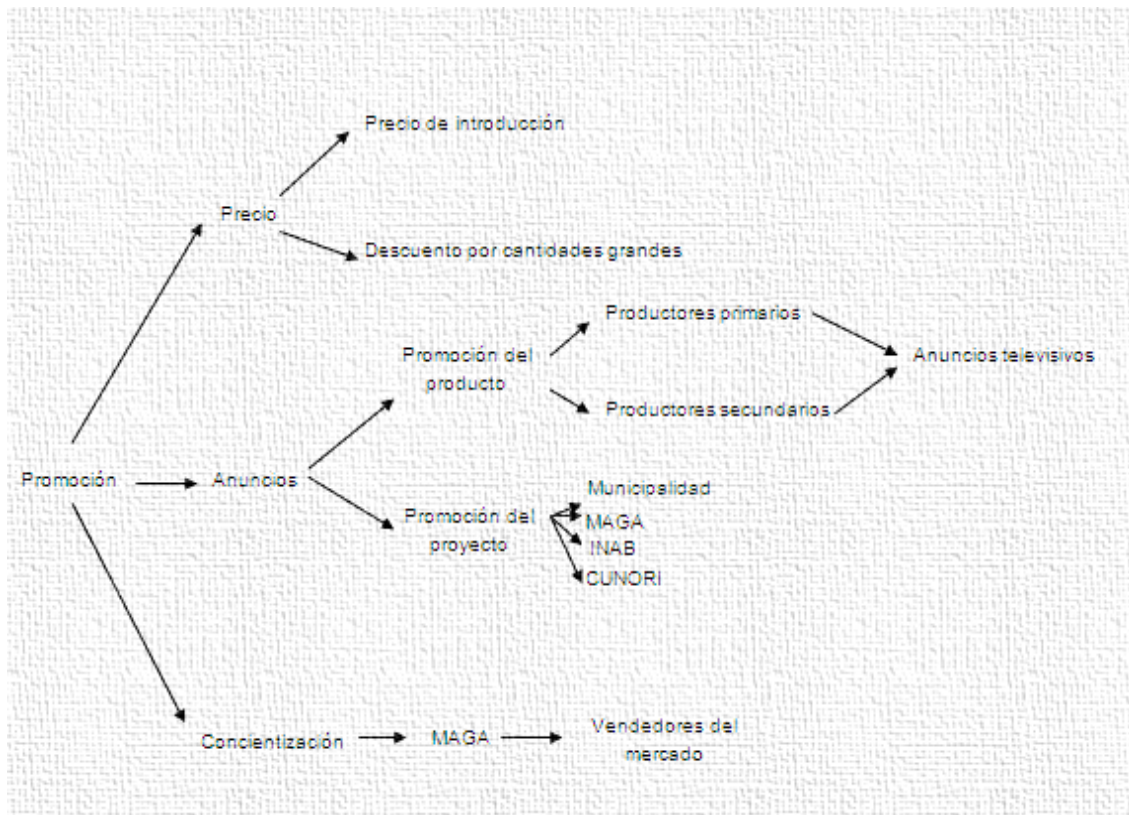 Precio de introducción
Precio
Descuento por cantidades grandes
Productores primarios
Promoción del
producto
Anuncios televisivos
Productores secundarios
Promoción
Anuncios
Municipalidad
Promoción del
proyecto
MAGA
INAB
CUNORI
Concientización
MAGA
Vendedores del
mercado